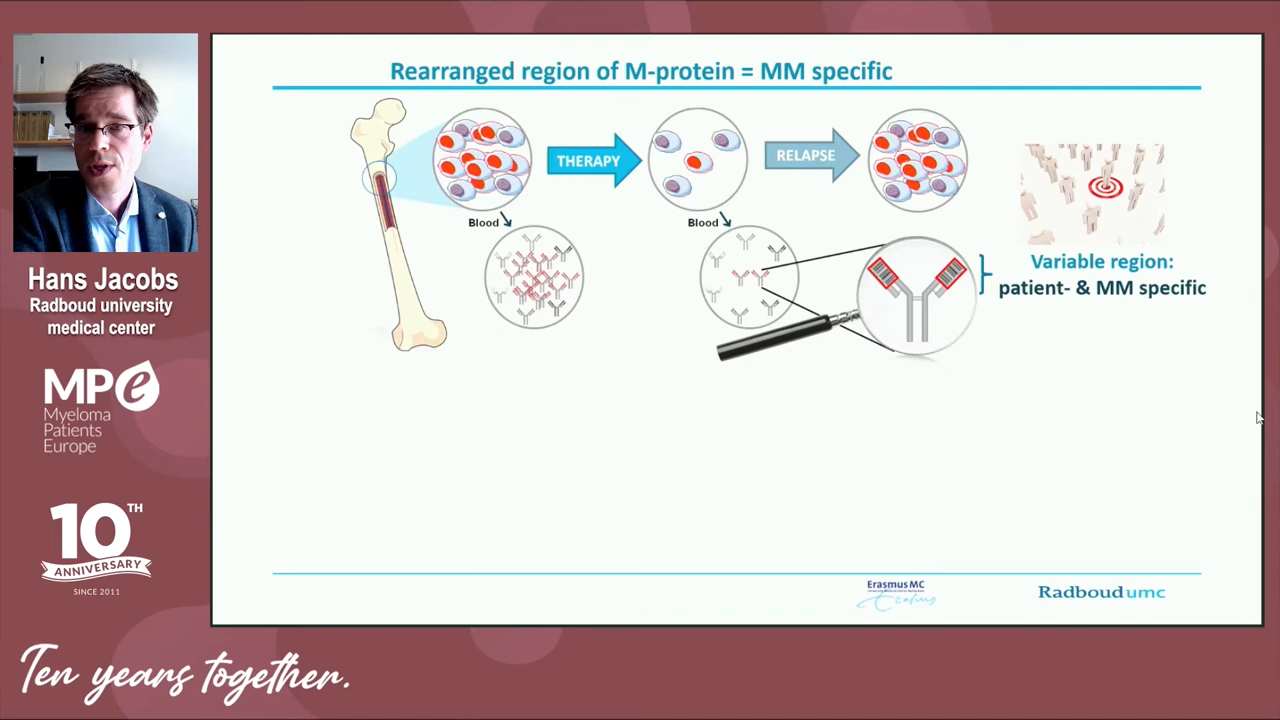 Rearranged region of M-protein = MM specific
THERAPY
RELAPSE
Blood
Blood
Variable region:
patient- & MM specific
Hans Jacobs
Radboud university
medical center
MPe
Myeloma
Patients
Europe
10TH
ANNIVERSARY
SINCE 2011
Erasmus MC
Erasmus
Radboudumc
Ten years together.